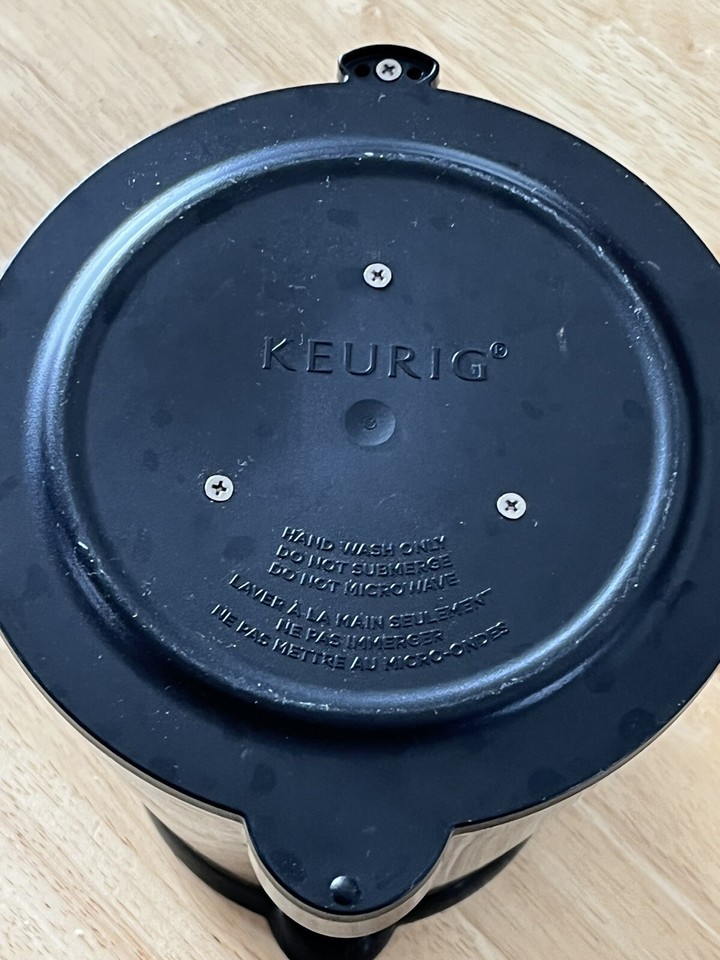 KEURIG®
HAND WASH ONLY
DO NOT SUBMERGE
DO NOT MICROWAVE
LAVER À LA MAIN SEULEMENT
NE PAS IMMERGER
NE PAS METTRE AU MICRO-ONDES